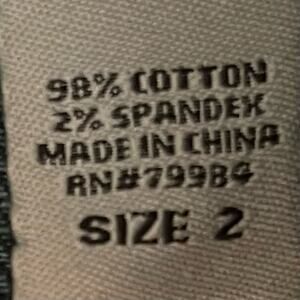 98% COTTON
2% SPANDEX
MADE IN CHINA
RN#79984
SIZE 2